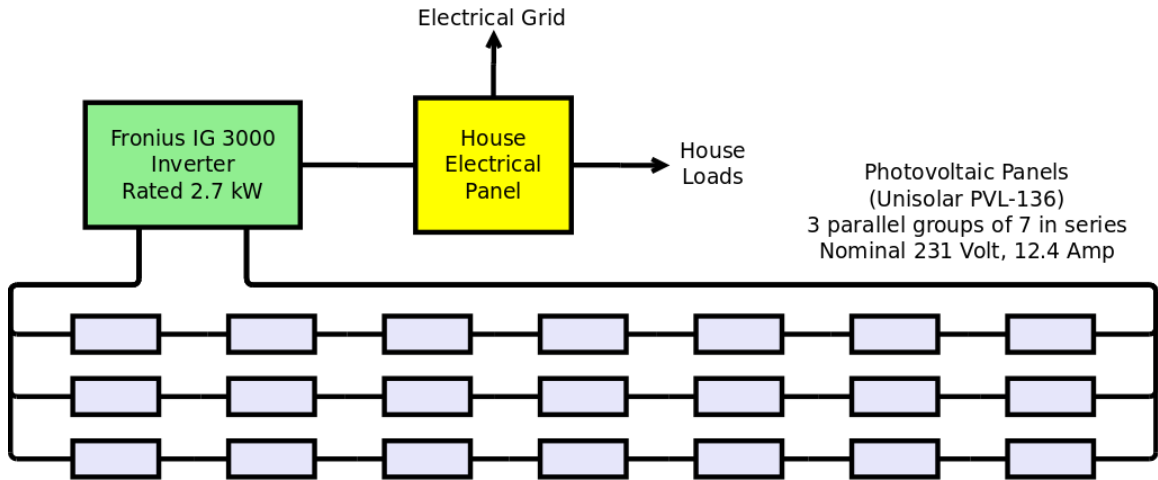 Electrical Grid
Fronius IG 3000
Inverter
Rated 2.7 kW
House
Electrical
Panel
House
Loads
Photovoltaic Panels
(Unisolar PVL-136)
3 parallel groups of 7 in series
Nominal 231 Volt, 12.4 Amp